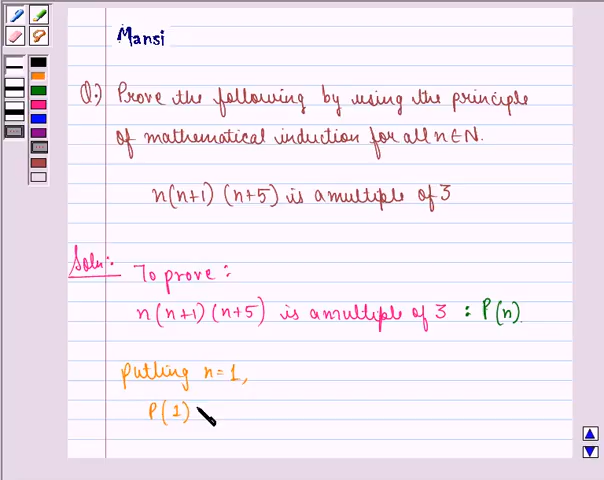 Mansi
Q.) Prove the following by using the principle
of mathematical induction for all n ∈ N.
n(n+1) (n+5) is a multiple of 3
Soln:
To prove :
n(n+1) (n+5) is a multiple of 3 : P(n).
Putting n = 1,
P(1)